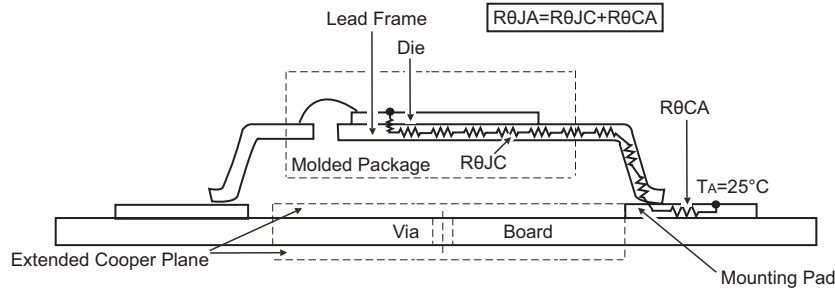 Lead Frame
RθJA=RθJC+RθCA
Die
RθCA
Molded Package
RθJC
TA=25°C
Via
Board
Extended Cooper Plane
Mounting Pad